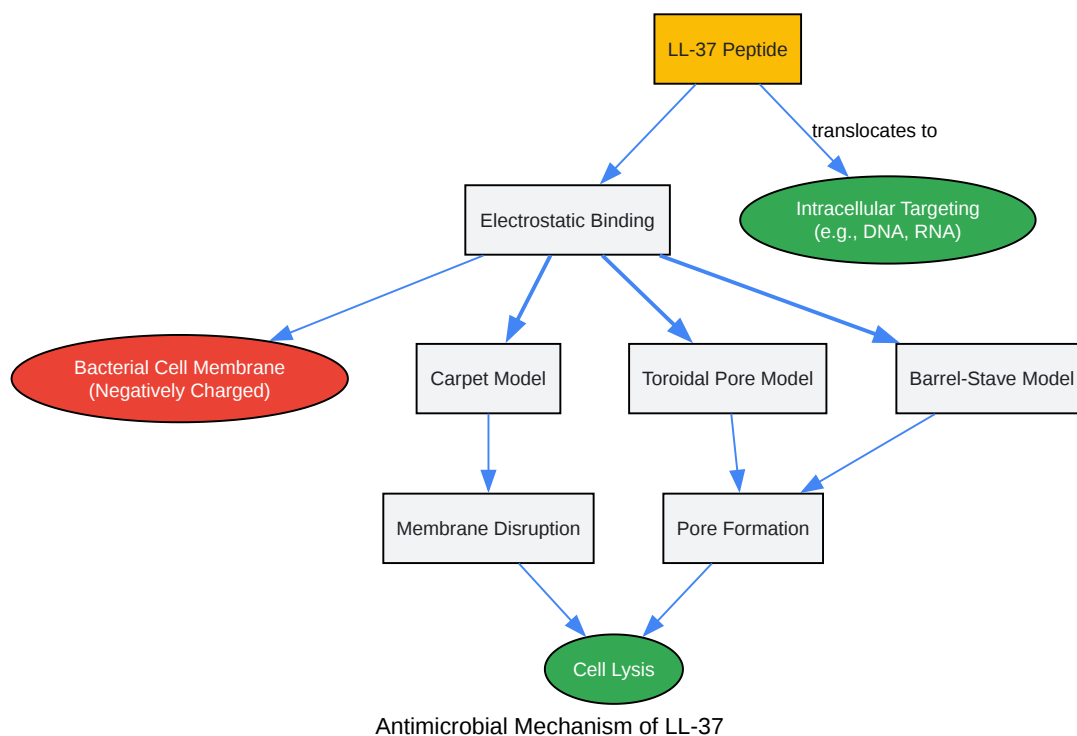 LL-37 Peptide
translocates to
Electrostatic Binding
Intracellular Targeting
(e.g., DNA, RNA)
Bacterial Cell Membrane
(Negatively Charged)
Carpet Model
Toroidal Pore Model
Barrel-Stave Model
Membrane Disruption
Pore Formation
Cell Lysis
Antimicrobial Mechanism of LL-37